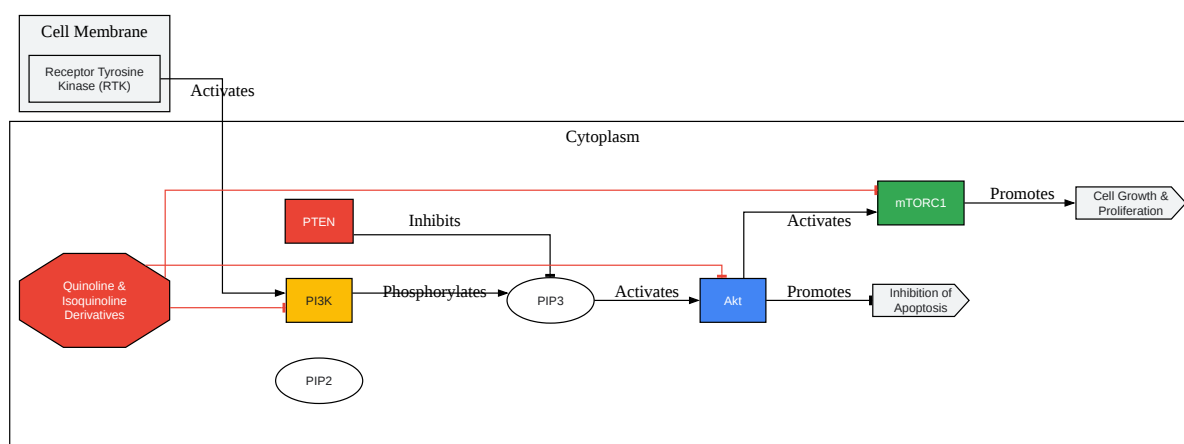 Cell Membrane
Receptor Tyrosine
Kinase (RTK)
Activates
Cytoplasm
PTEN
Inhibits
mTORC1
Promotes
Cell Growth &
Proliferation
Activates
Quinoline &
Isoquinoline
Derivatives
PI3K
Phosphorylates
PIP3
Activates
Akt
Promotes
Inhibition of
Apoptosis
PIP2